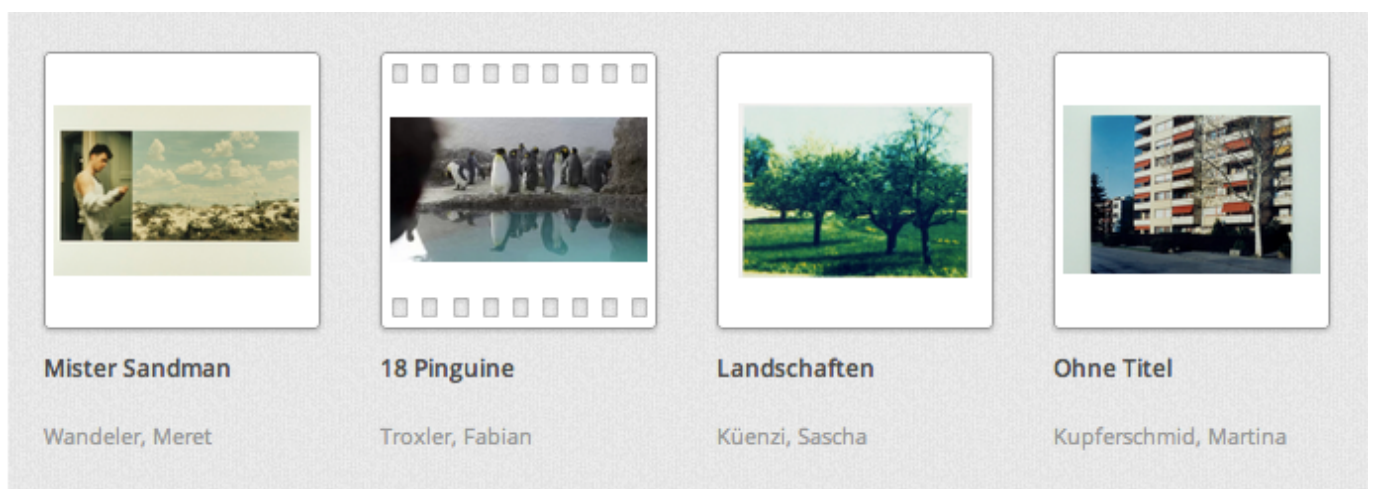 Mister Sandman
Wandeler, Meret
18 Pinguine
Troxler, Fabian
Landschaften
Küenzi, Sascha
Ohne Titel
Kupferschmid, Martina